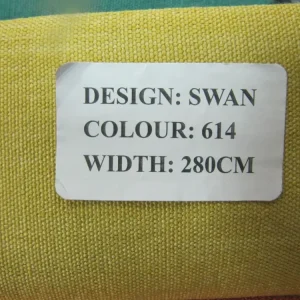 DESIGN: SWAN
COLOUR: 614
WIDTH: 280CM